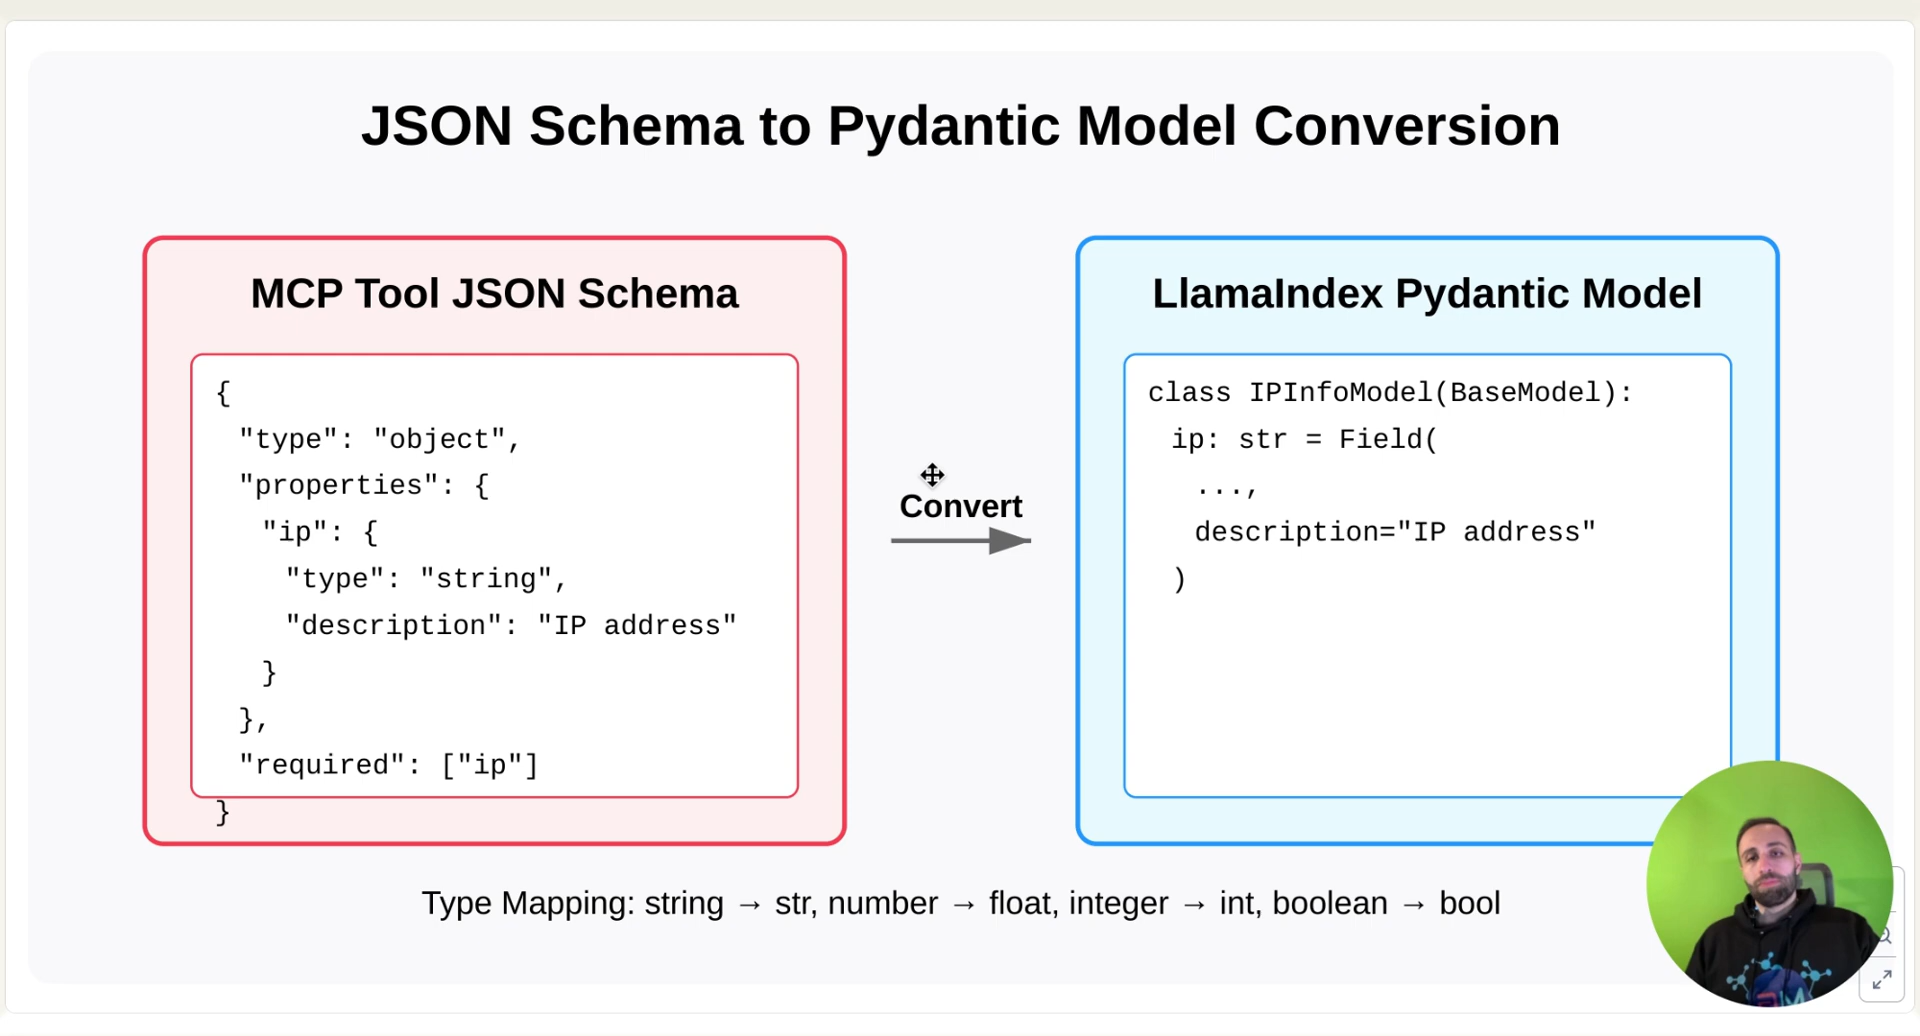 JSON Schema to Pydantic Model Conversion
MCP Tool JSON Schema
{
"type": "object",
"properties": {
"ip": {
"type": "string",
"description": "IP address"
}
},
"required": ["ip"]
}
Convert
LlamaIndex Pydantic Model
class IPInfoModel(BaseModel):
ip: str = Field(
...,
description="IP address"
)
Type Mapping: string → str, number → float, integer → int, boolean → bool